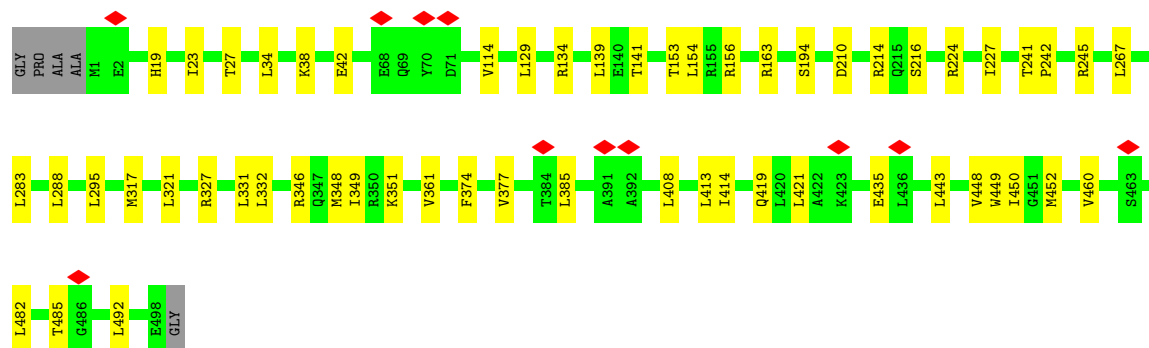 GLY PRO ALA ALA M1 E2 H19 I23 T27 L34 K38 E42 E68 Q69 Y70 D71 V114 L129 R134 L139 E140 T141 T153 L154 R155 R156 R163 S194 D210 R214 Q215 S216 R224 I227 T241 P242 R245 L267
L283 L288 L295 M317 L321 R327 L331 L332 R346 Q347 M348 I349 R350 K351 V361 F374 V377 T384 L385 A391 A392 L408 L413 I414 Q419 L420 L421 A422 K423 E435 L436 L443 V448 W449 I450 G451 M452 V460 S463
L482 T485 G486 L492 E498 GLY